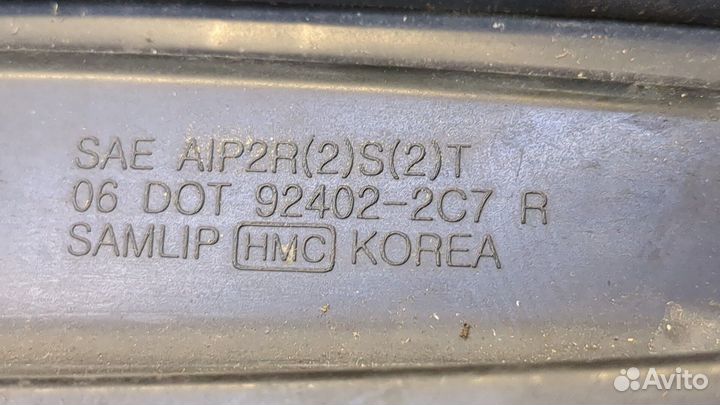 SAE AIP2R(2)S(2)T
06 DOT 92402-2C7 R
SAMLIP HMC KOREA
Avito